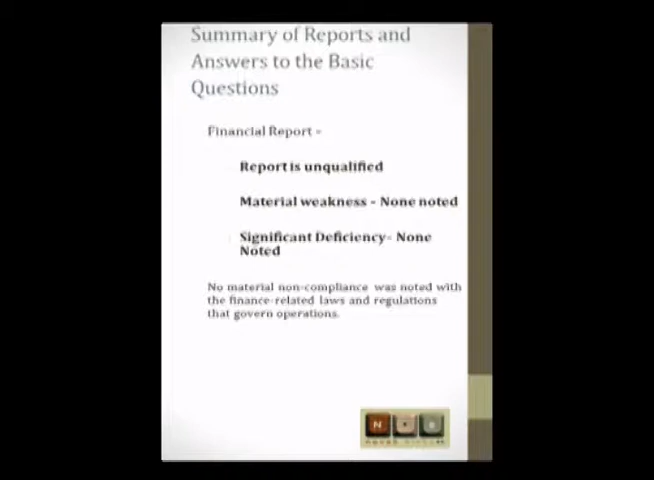 Summary of Reports and
Answers to the Basic
Questions
Financial Report -
Report is unqualified
Material weakness - None noted
Significant Deficiency- None
Noted
No material non-compliance was noted with
the finance-related laws and regulations
that govern operations.